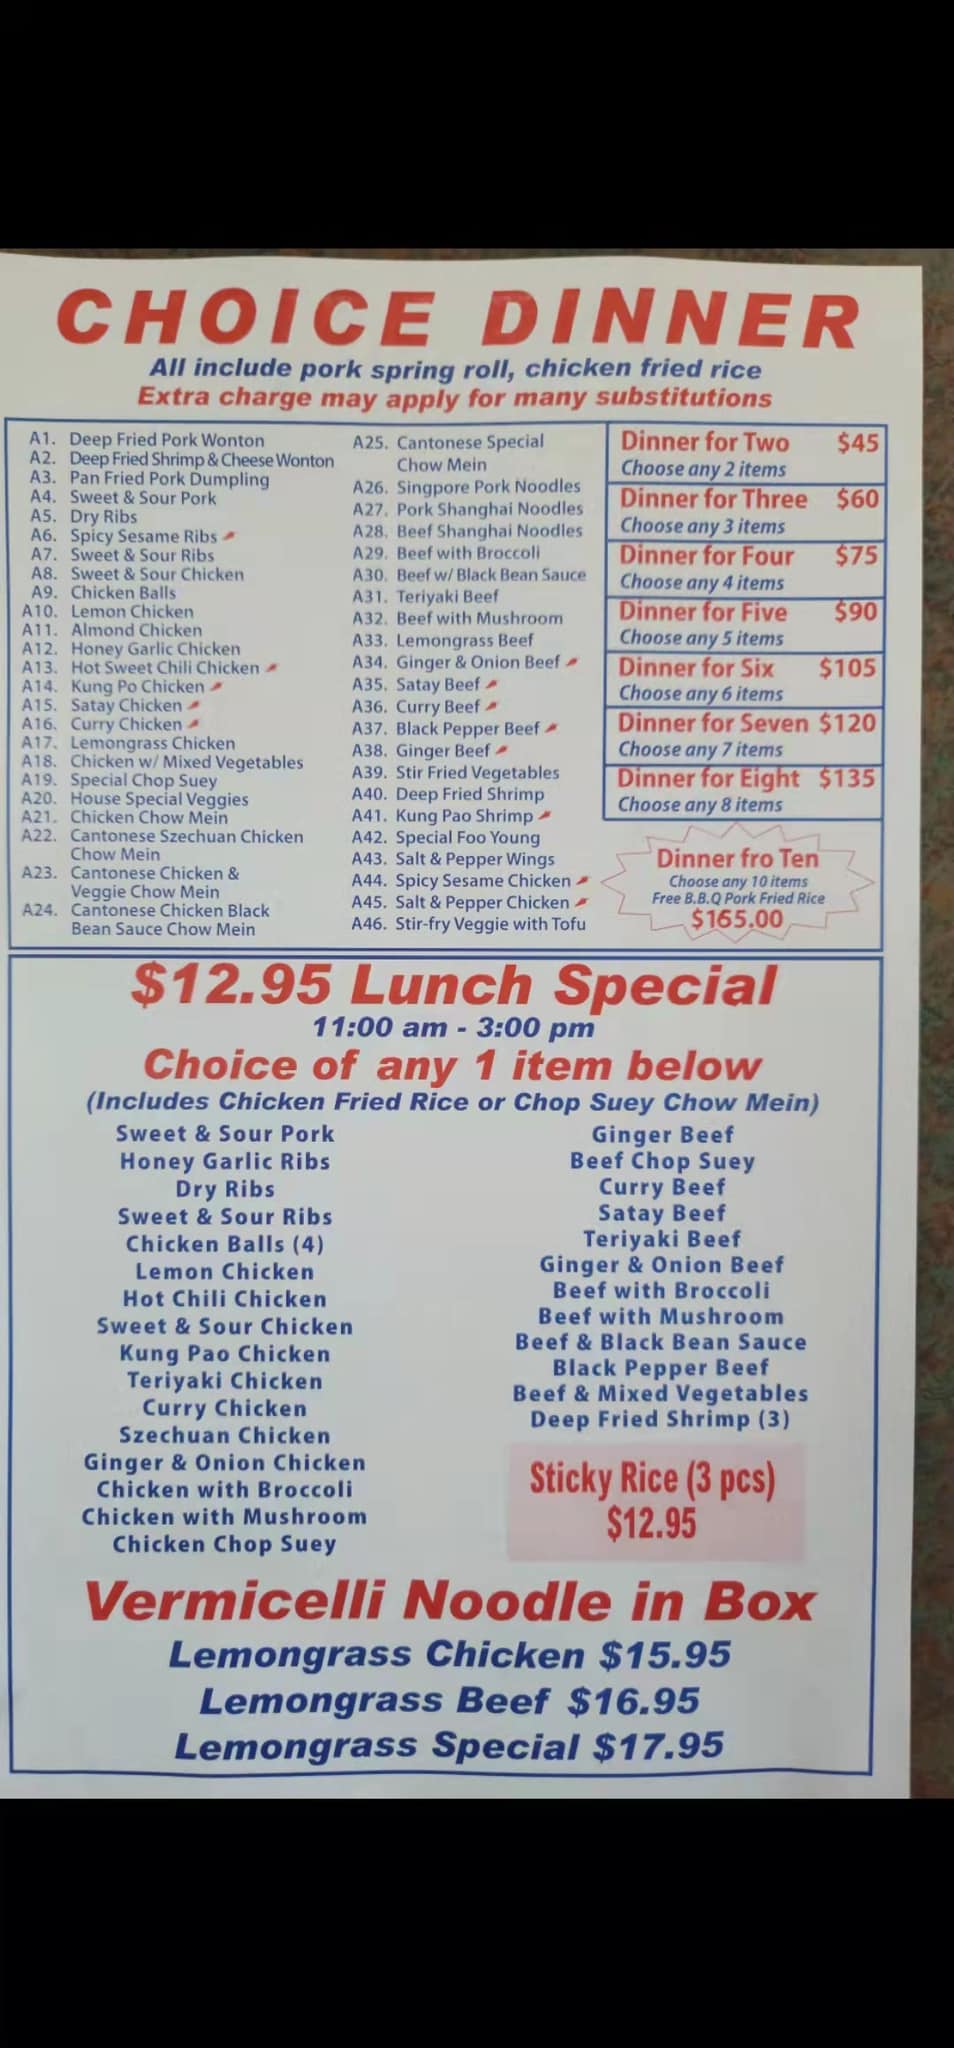 CHOICE DINNER
All include pork spring roll, chicken fried rice
Extra charge may apply for many substitutions
A1. Deep Fried Pork Wonton
A2. Deep Fried Shrimp & Cheese Wonton
A3. Pan Fried Pork Dumpling
A4. Sweet & Sour Pork
A5. Dry Ribs
A6. Spicy Sesame Ribs
A7. Sweet & Sour Ribs
A8. Sweet & Sour Chicken
A9. Chicken Balls
A10. Lemon Chicken
A11. Almond Chicken
A12. Honey Garlic Chicken
A13. Hot Sweet Chili Chicken
A14. Kung Po Chicken
A15. Satay Chicken
A16. Curry Chicken
A17. Lemongrass Chicken
A18. Chicken w/ Mixed Vegetables
A19. Special Chop Suey
A20. House Special Veggies
A21. Chicken Chow Mein
A22. Cantonese Szechuan Chicken
Chow Mein
A23. Cantonese Chicken &
Veggie Chow Mein
A24. Cantonese Chicken Black
Bean Sauce Chow Mein
A25. Cantonese Special
Chow Mein
A26. Singpore Pork Noodles
A27. Pork Shanghai Noodles
A28. Beef Shanghai Noodles
A29. Beef with Broccoli
A30. Beef w/ Black Bean Sauce
A31. Teriyaki Beef
A32. Beef with Mushroom
A33. Lemongrass Beef
A34. Ginger & Onion Beef
A35. Satay Beef
A36. Curry Beef
A37. Black Pepper Beef
A38. Ginger Beef
A39. Stir Fried Vegetables
A40. Deep Fried Shrimp
A41. Kung Pao Shrimp
A42. Special Foo Young
A43. Salt & Pepper Wings
A44. Spicy Sesame Chicken
A45. Salt & Pepper Chicken
A46. Stir-fry Veggie with Tofu
Dinner for Two $45
Choose any 2 items
Dinner for Three $60
Choose any 3 items
Dinner for Four $75
Choose any 4 items
Dinner for Five $90
Choose any 5 items
Dinner for Six $105
Choose any 6 items
Dinner for Seven $120
Choose any 7 items
Dinner for Eight $135
Choose any 8 items
Dinner fro Ten
Choose any 10 items
Free B.B.Q Pork Fried Rice
$165.00
$12.95 Lunch Special
11:00 am - 3:00 pm
Choice of any 1 item below
(Includes Chicken Fried Rice or Chop Suey Chow Mein)
Sweet & Sour Pork
Honey Garlic Ribs
Dry Ribs
Sweet & Sour Ribs
Chicken Balls (4)
Lemon Chicken
Hot Chili Chicken
Sweet & Sour Chicken
Kung Pao Chicken
Teriyaki Chicken
Curry Chicken
Szechuan Chicken
Ginger & Onion Chicken
Chicken with Broccoli
Chicken with Mushroom
Chicken Chop Suey
Ginger Beef
Beef Chop Suey
Curry Beef
Satay Beef
Teriyaki Beef
Ginger & Onion Beef
Beef with Broccoli
Beef with Mushroom
Beef & Black Bean Sauce
Black Pepper Beef
Beef & Mixed Vegetables
Deep Fried Shrimp (3)
Sticky Rice (3 pcs)
$12.95
Vermicelli Noodle in Box
Lemongrass Chicken $15.95
Lemongrass Beef $16.95
Lemongrass Special $17.95